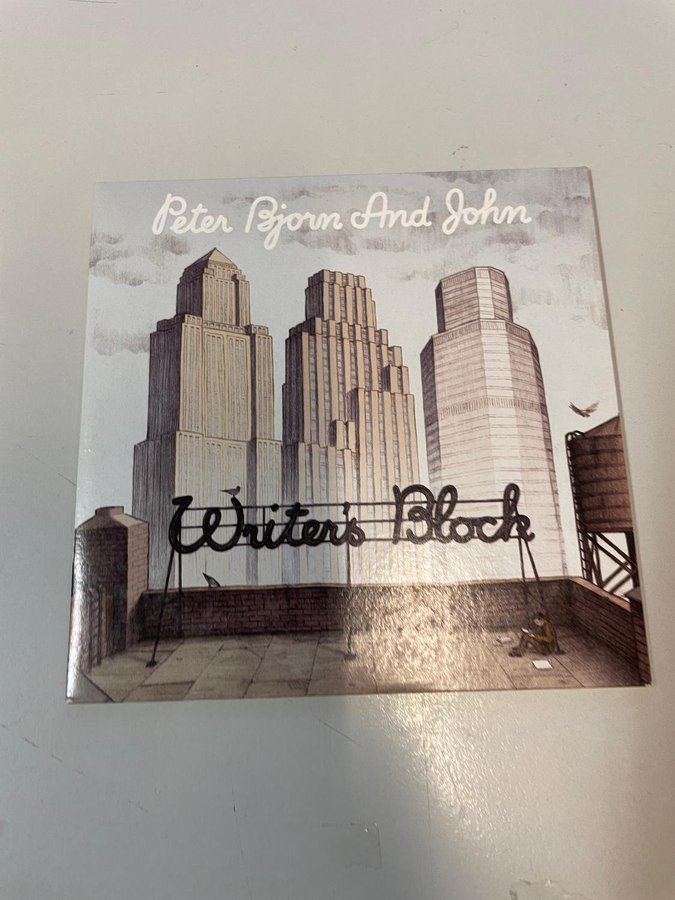 Peter Bjorn And John
Writer's Block